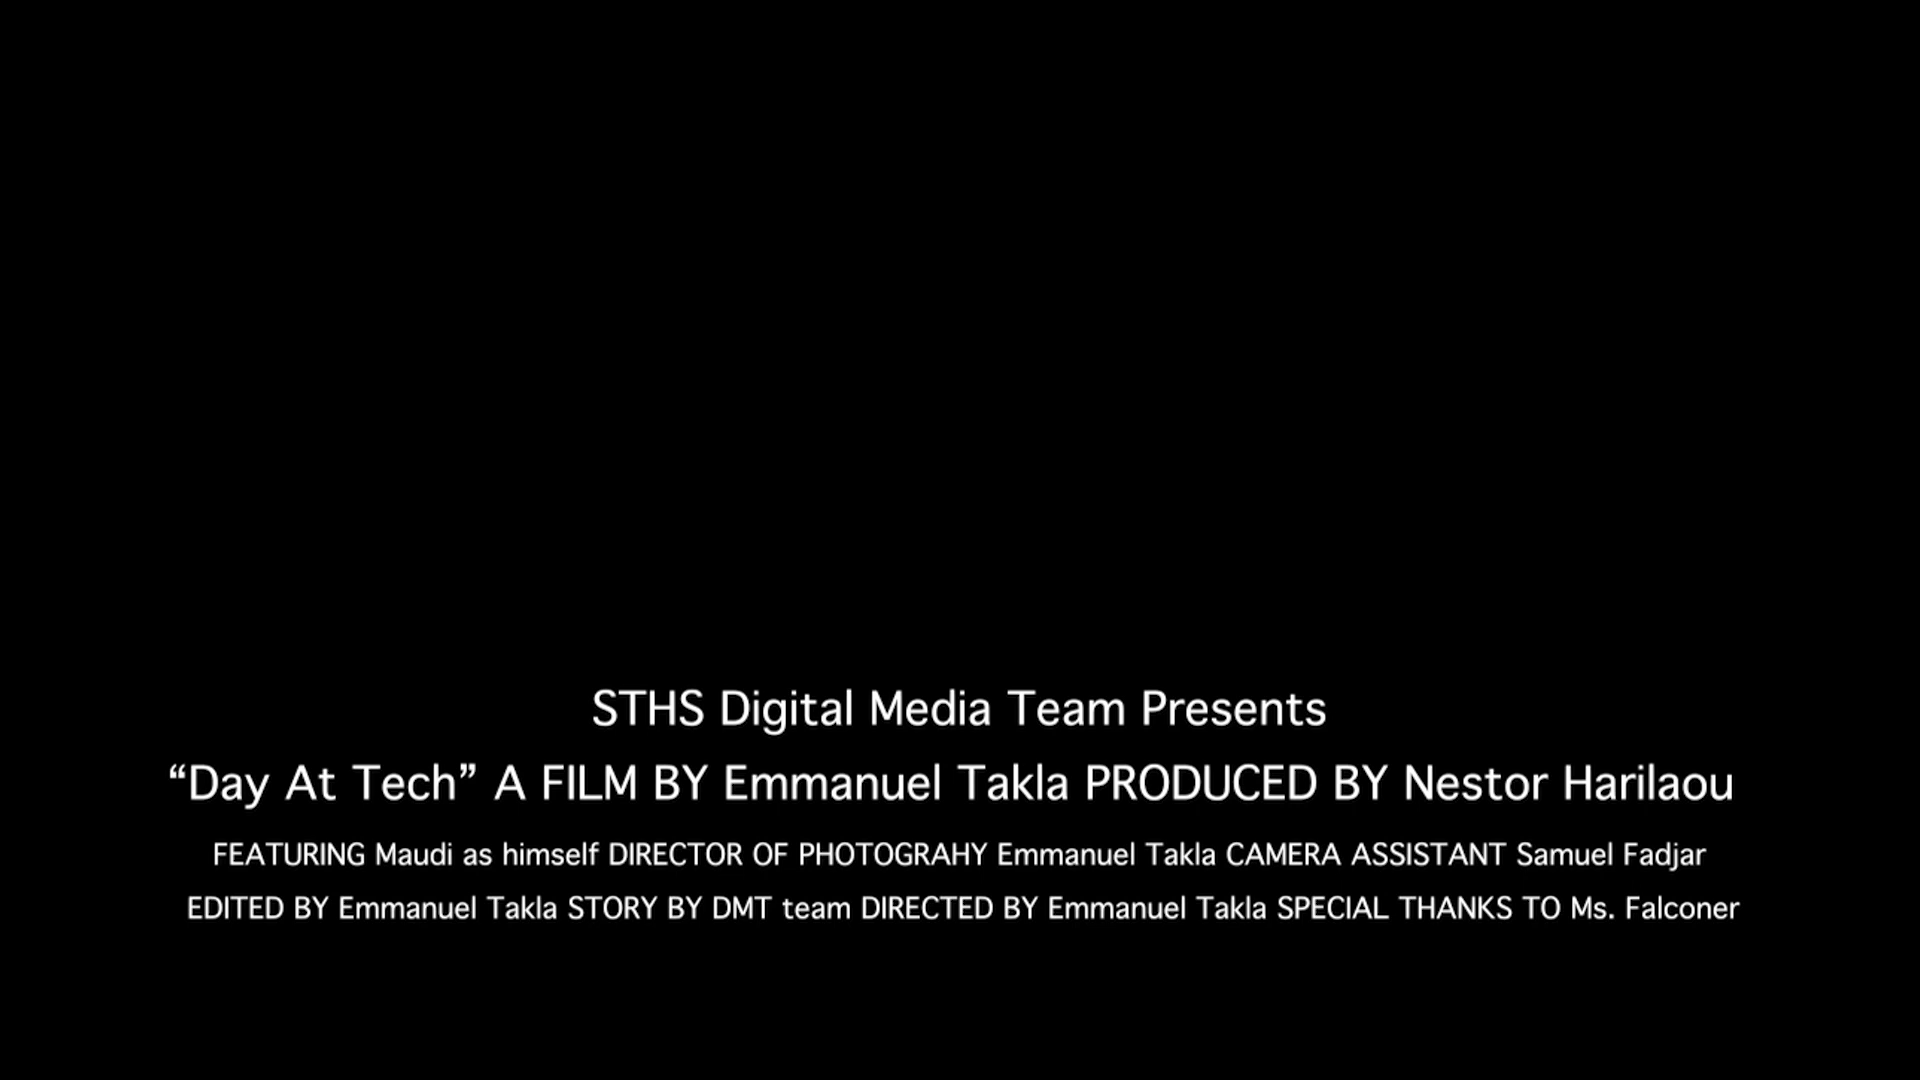 STHS Digital Media Team Presents
“Day At Tech” A FILM BY Emmanuel Takla PRODUCED BY Nestor Harilaou
FEATURING Maudi as himself DIRECTOR OF PHOTOGRAHY Emmanuel Takla CAMERA ASSISTANT Samuel Fadjar
EDITED BY Emmanuel Takla STORY BY DMT team DIRECTED BY Emmanuel Takla SPECIAL THANKS TO Ms. Falconer